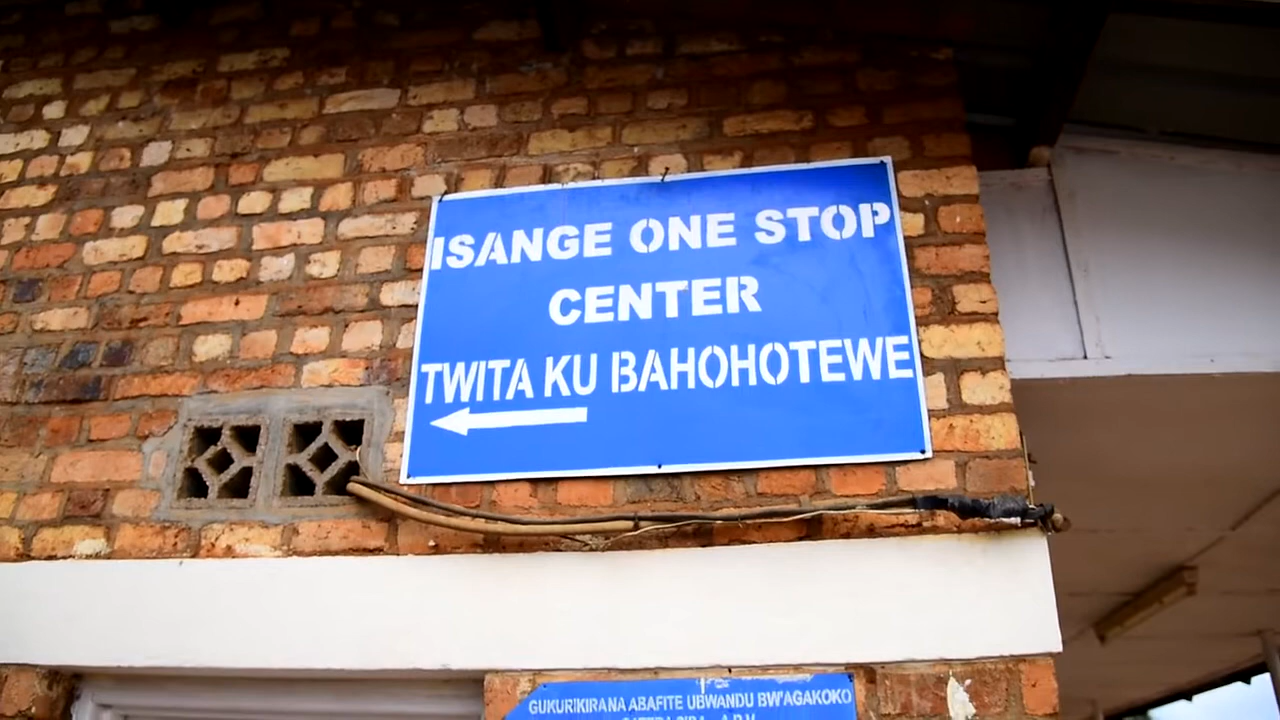 ISANGE ONE STOP
CENTER
TWITA KU BAHOHOTEWE
GUKURIKIRANA ABAFITE UBWANDU BW'AGAKOKO